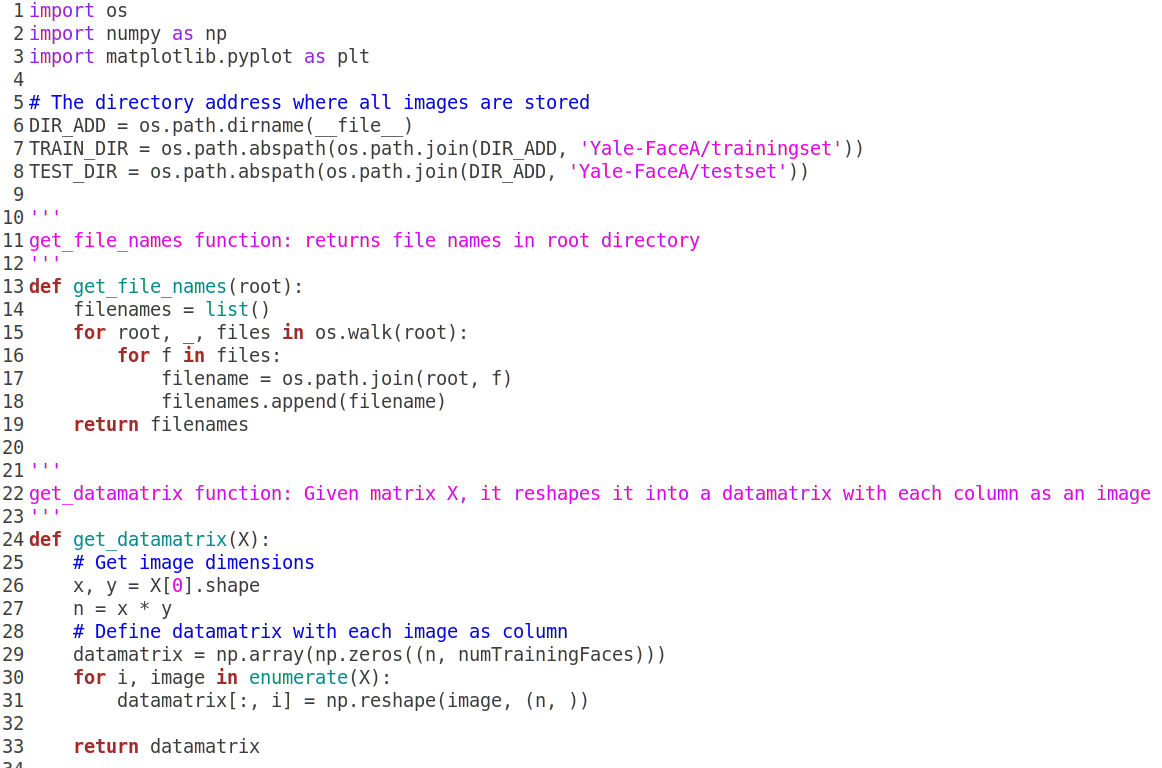 1 import os
2 import numpy as np
3 import matplotlib.pyplot as plt
4
5 # The directory address where all images are stored
6 DIR_ADD = os.path.dirname(__file__)
7 TRAIN_DIR = os.path.abspath(os.path.join(DIR_ADD, 'Yale-FaceA/trainingset'))
8 TEST_DIR = os.path.abspath(os.path.join(DIR_ADD, 'Yale-FaceA/testset'))
9
10 '''
11 get_file_names function: returns file names in root directory
12 '''
13 def get_file_names(root):
14     filenames = list()
15     for root, _, files in os.walk(root):
16         for f in files:
17             filename = os.path.join(root, f)
18             filenames.append(filename)
19     return filenames
20
21 '''
22 get_datamatrix function: Given matrix X, it reshapes it into a datamatrix with each column as an image
23 '''
24 def get_datamatrix(X):
25     # Get image dimensions
26     x, y = X[0].shape
27     n = x * y
28     # Define datamatrix with each image as column
29     datamatrix = np.array(np.zeros((n, numTrainingFaces)))
30     for i, image in enumerate(X):
31         datamatrix[:, i] = np.reshape(image, (n, ))
32
33     return datamatrix
34